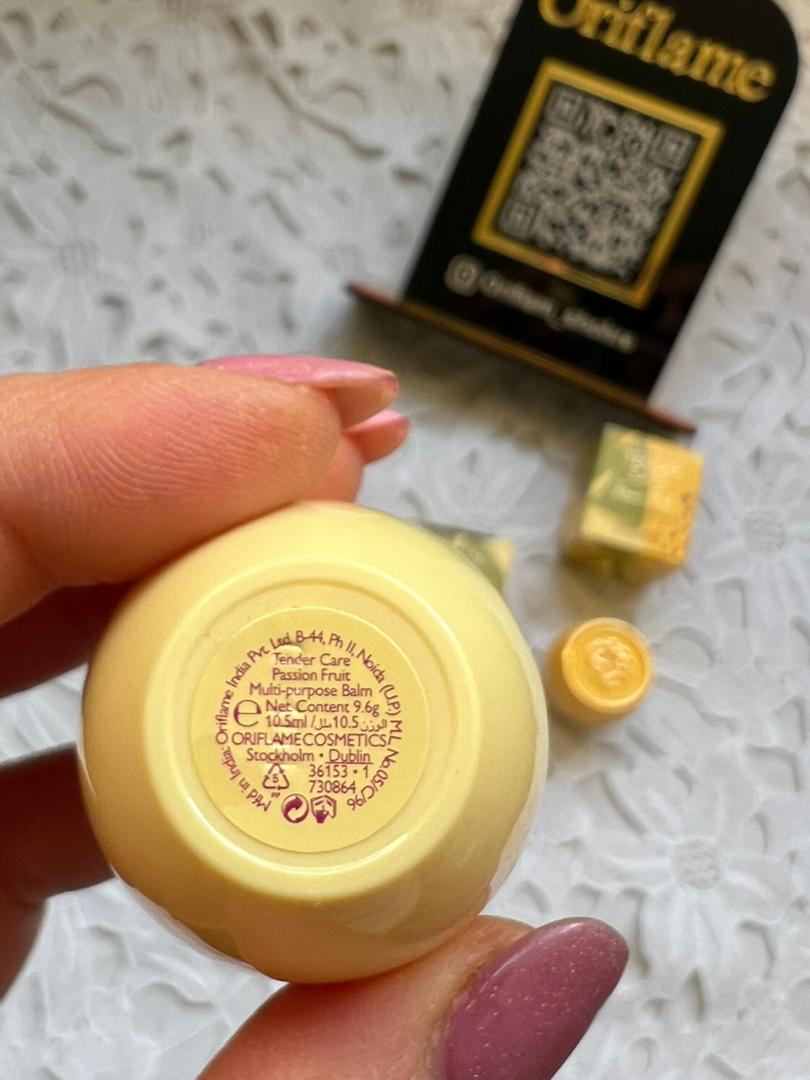 Oriflame
Mfd in India: Oriflame India Pvt. Ltd B-44, Ph II, Noida (U.P.) M.L. No. 05/C/96
Tender Care
Passion Fruit
Multi-purpose Balm
e Net Content 9.6g
10.5ml / الوزن 10.5 مل
ORIFLAME COSMETICS
Stockholm • Dublin
5 36153 • 1
PP 730864